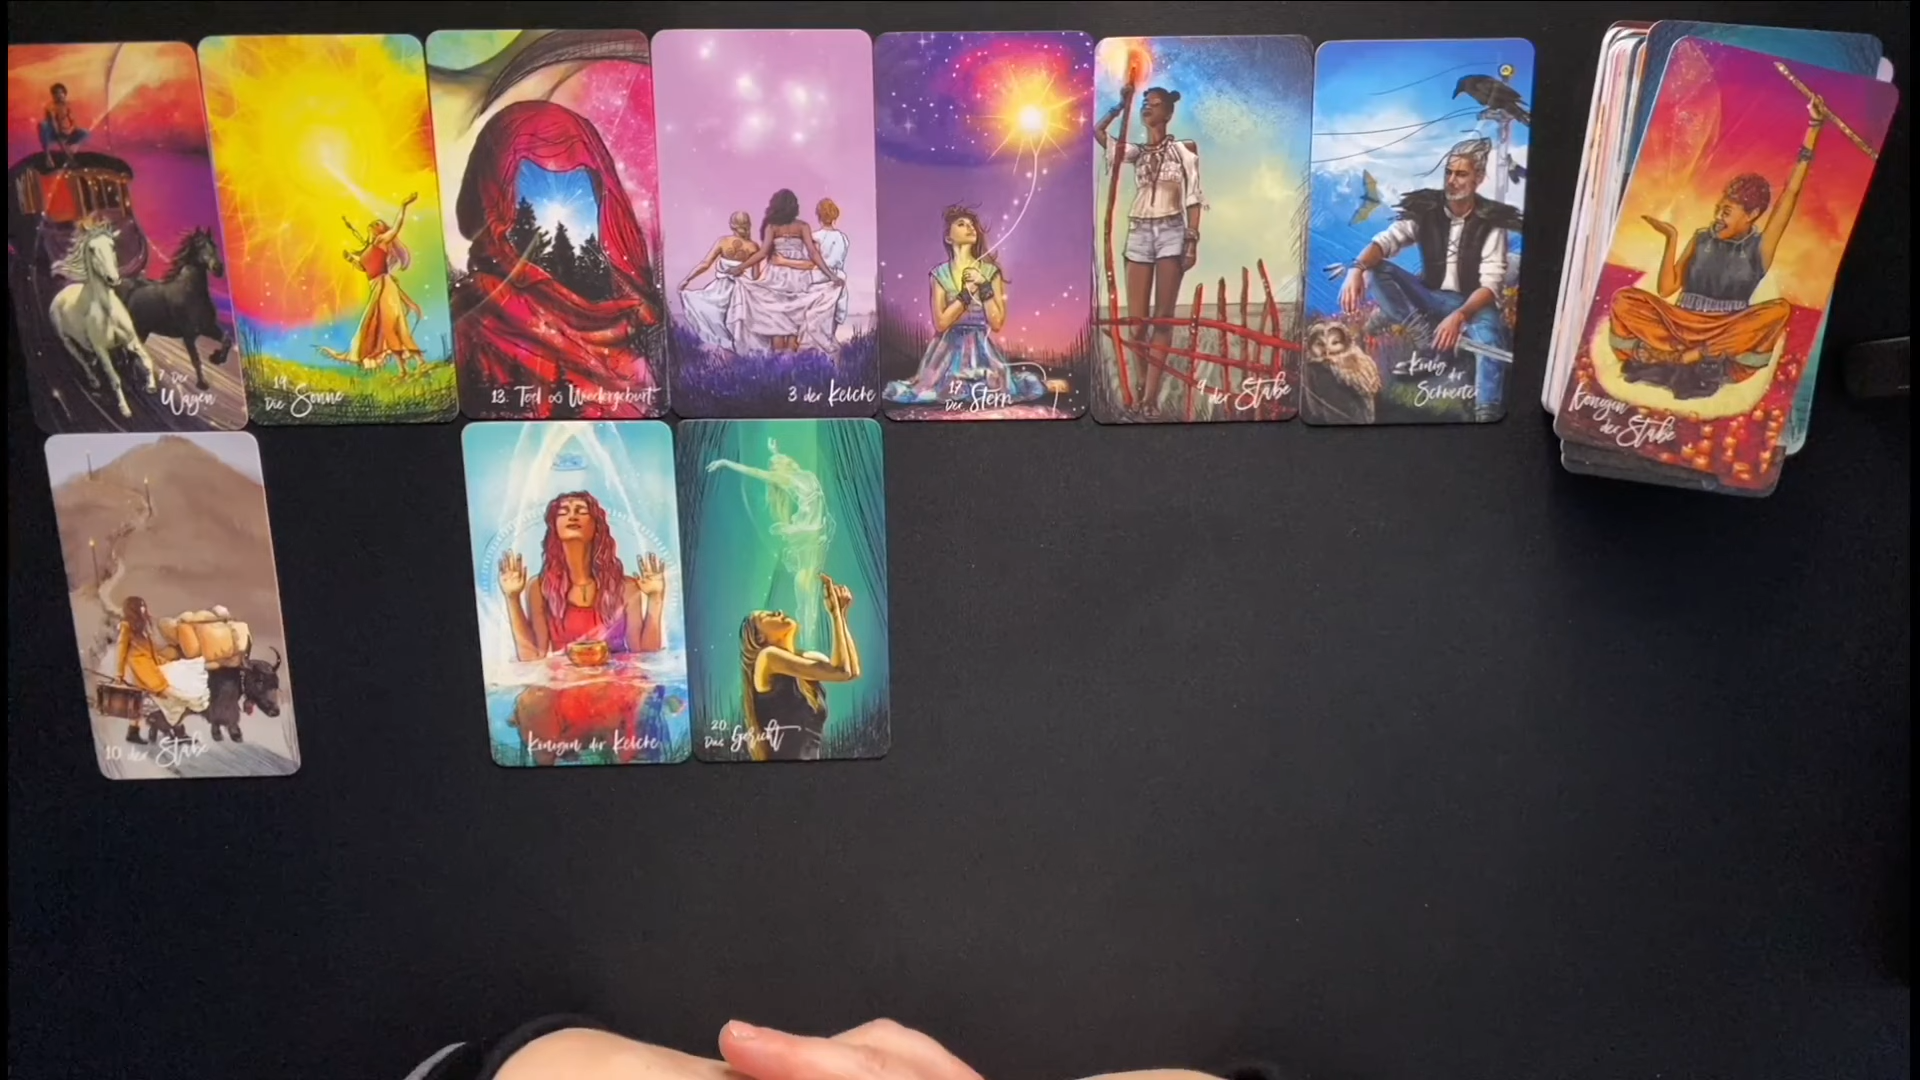 7. Der
Wagen
19.
Die Sonne
13. Tod ∞ Wiedergeburt
3 der Kelche
17.
Der Stern
9 der Stäbe
König der
Schwerter
Königin
der Stäbe
10 der Stäbe
Königin der Kelche
20.
Das Gericht